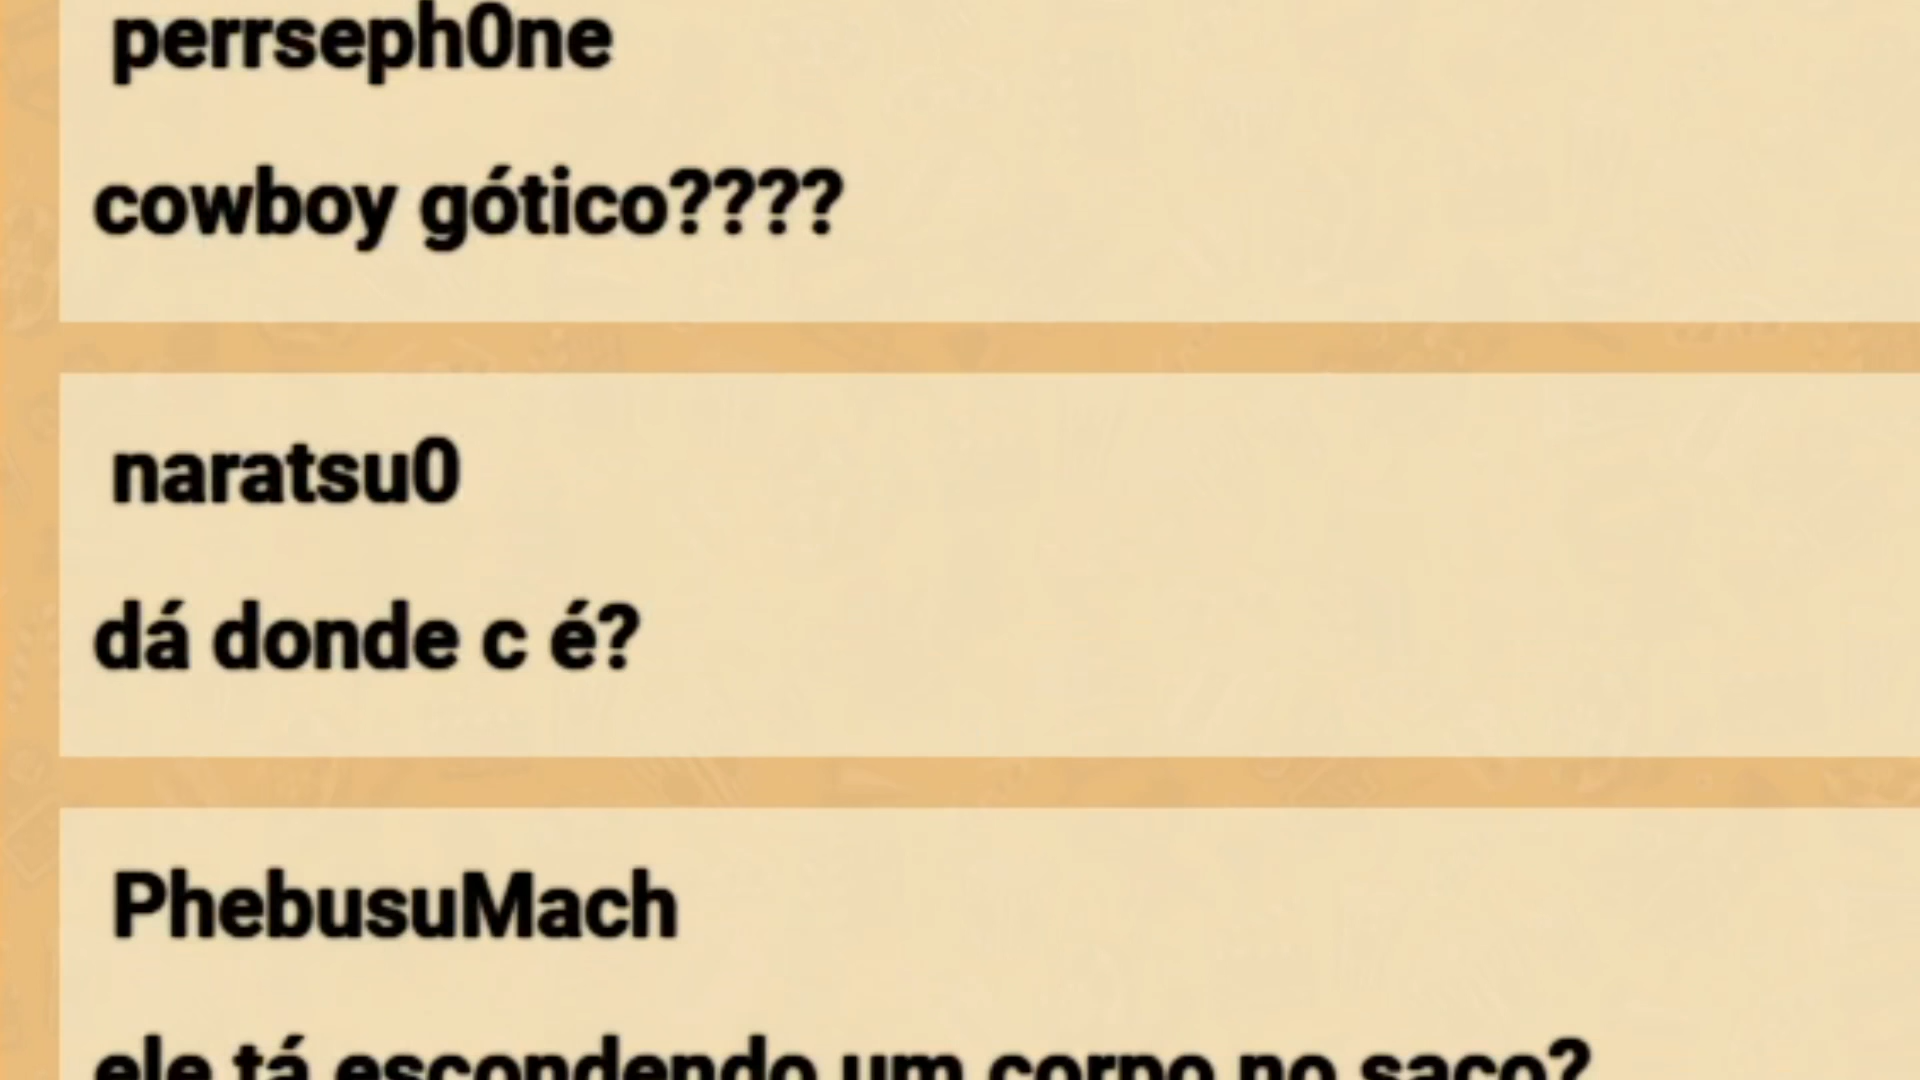 perrseph0ne
cowboy gótico????
naratsu0
dá donde c é?
PhebusuMach
ele tá escondendo um corpo no saco?